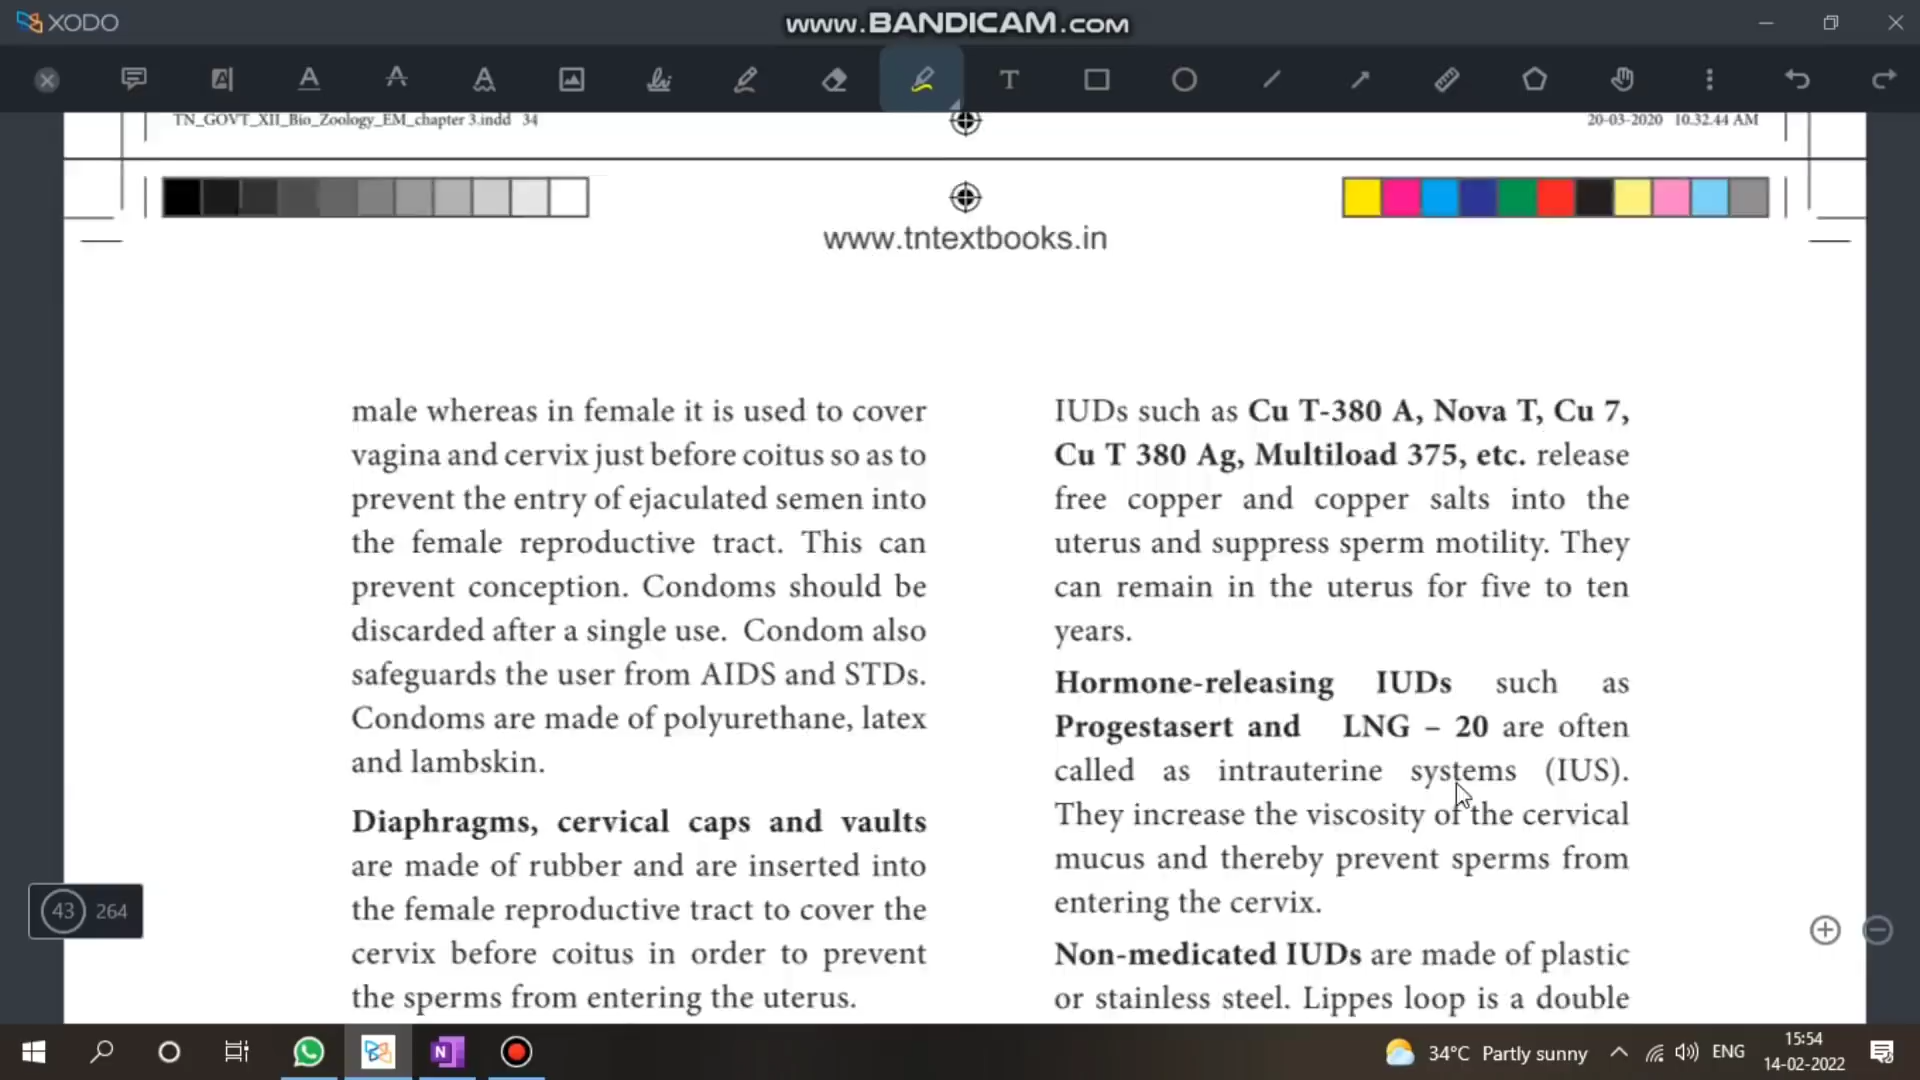 XODO
www.BANDICAM.com
TN_GOVT_XII_Bio_Zoology_EM_chapter 3.indd 34
20-03-2020 10.32.44 AM
www.tntextbooks.in
male whereas in female it is used to cover
vagina and cervix just before coitus so as to
prevent the entry of ejaculated semen into
the female reproductive tract. This can
prevent conception. Condoms should be
discarded after a single use. Condom also
safeguards the user from AIDS and STDs.
Condoms are made of polyurethane, latex
and lambskin.
Diaphragms, cervical caps and vaults
are made of rubber and are inserted into
the female reproductive tract to cover the
cervix before coitus in order to prevent
the sperms from entering the uterus.
IUDs such as Cu T-380 A, Nova T, Cu 7,
Cu T 380 Ag, Multiload 375, etc. release
free copper and copper salts into the
uterus and suppress sperm motility. They
can remain in the uterus for five to ten
years.
Hormone-releasing IUDs such as
Progestasert and LNG – 20 are often
called as intrauterine systems (IUS).
They increase the viscosity of the cervical
mucus and thereby prevent sperms from
entering the cervix.
Non-medicated IUDs are made of plastic
or stainless steel. Lippes loop is a double
43 264
34°C Partly sunny
ENG
15:54
14-02-2022